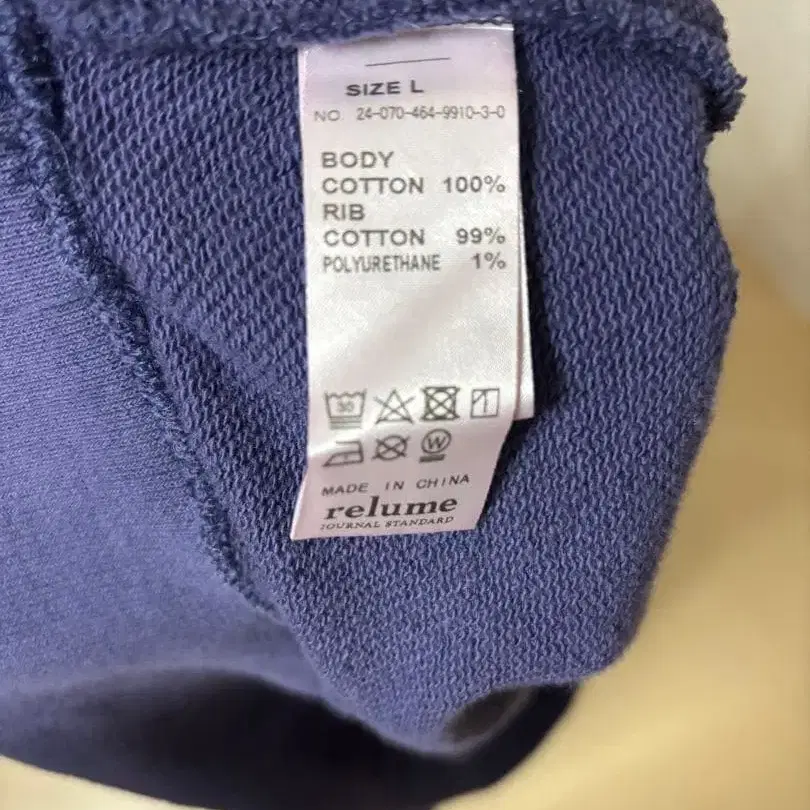 SIZE L
NO. 24-070-464-9910-3-0
BODY
COTTON 100%
RIB
COTTON 99%
POLYURETHANE 1%
30
W
MADE IN CHINA
relume
JOURNAL STANDARD